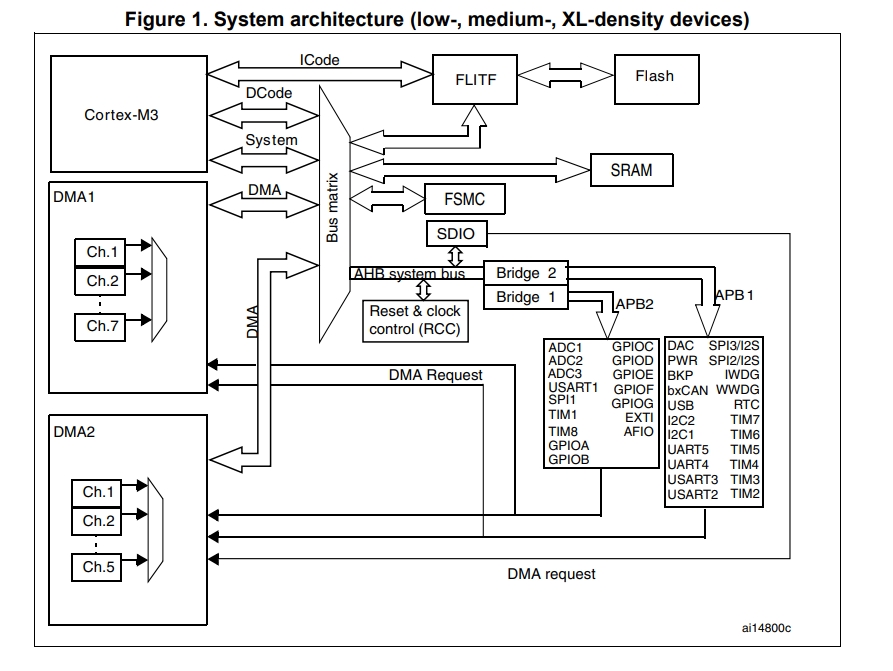 Figure 1. System architecture (low-, medium-, XL-density devices)
ICode
FLITF
Flash
Cortex-M3
DCode
System
SRAM
DMA1
DMA
Bus matrix
FSMC
SDIO
Ch.1
Ch.2
Ch.7
AHB system bus
Bridge 2
Bridge 1
APB2
APB1
Reset & clock
control (RCC)
DMA
ADC1 GPIOC
ADC2 GPIOD
ADC3 GPIOE
USART1 GPIOF
SPI1 GPIOG
TIM1 EXTI
TIM8 AFIO
GPIOA
GPIOB
DAC SPI3/I2S
PWR SPI2/I2S
BKP IWDG
bxCAN WWDG
USB RTC
I2C2 TIM7
I2C1 TIM6
UART5 TIM5
UART4 TIM4
USART3 TIM3
USART2 TIM2
DMA Request
DMA2
Ch.1
Ch.2
Ch.5
DMA request
ai14800c